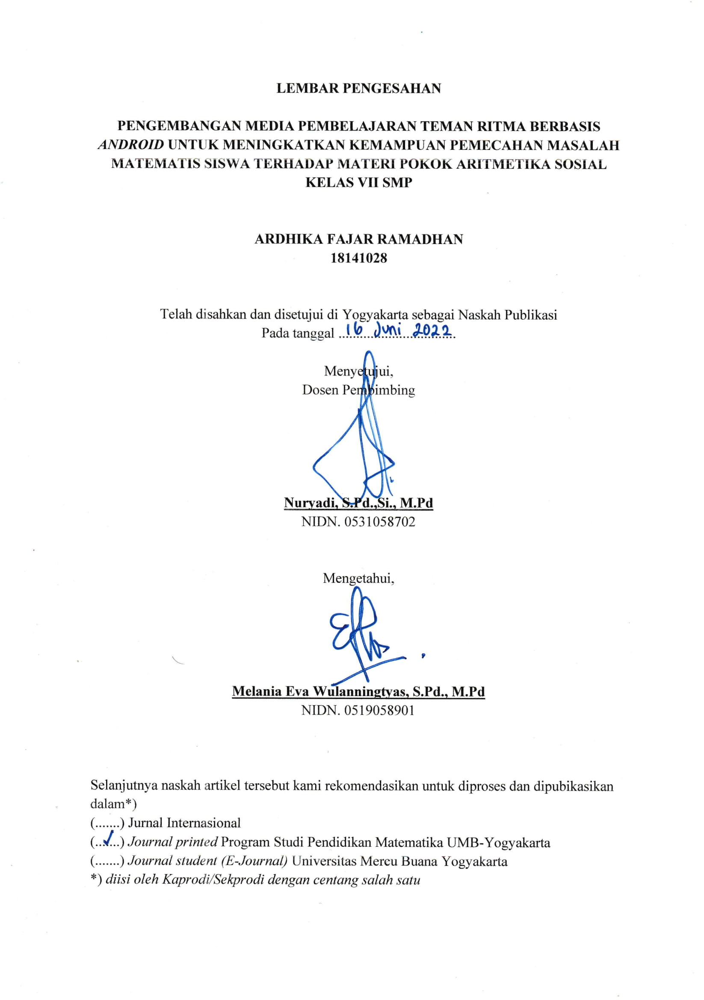 LEMBAR PENGESAHAN
PENGEMBANGAN MEDIA PEMBELAJARAN TEMAN RITMA BERBASIS
ANDROID UNTUK MENINGKATKAN KEMAMPUAN PEMECAHAN MASALAH
MATEMATIS SISWA TERHADAP MATERI POKOK ARITMETIKA SOSIAL
KELAS VII SMP
ARDHIKA FAJAR RAMADHAN
18141028
Telah disahkan dan disetujui di Yogyakarta sebagai Naskah Publikasi
Pada tanggal 16 Juni 2022
Menyetujui,
Dosen Pembimbing
Nuryadi, S.Pd.,Si., M.Pd
NIDN. 0531058702
Mengetahui,
Melania Eva Wulanningtyas, S.Pd., M.Pd
NIDN. 0519058901
Selanjutnya naskah artikel tersebut kami rekomendasikan untuk diproses dan dipubikasikan
dalam*)
(.......) Jurnal Internasional
(..✓...) Journal printed Program Studi Pendidikan Matematika UMB-Yogyakarta
(.......) Journal student (E-Journal) Universitas Mercu Buana Yogyakarta
*) diisi oleh Kaprodi/Sekprodi dengan centang salah satu